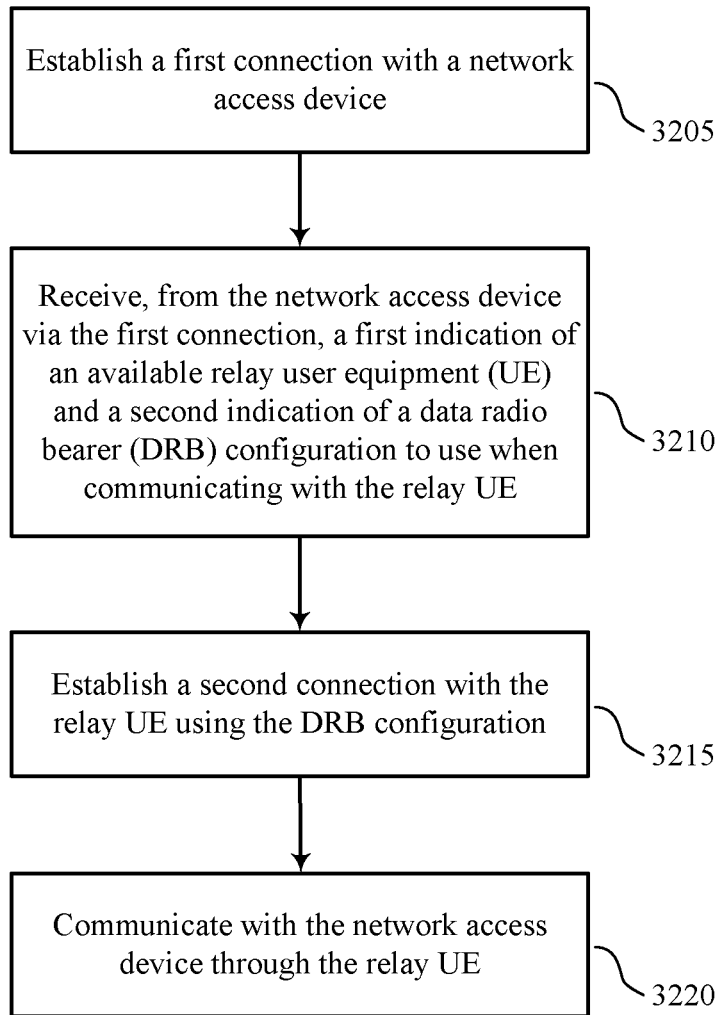 Establish a first connection with a network
access device
3205
Receive, from the network access device
via the first connection, a first indication of
an available relay user equipment (UE)
and a second indication of a data radio
bearer (DRB) configuration to use when
communicating with the relay UE
3210
Establish a second connection with the
relay UE using the DRB configuration
3215
Communicate with the network access
device through the relay UE
3220